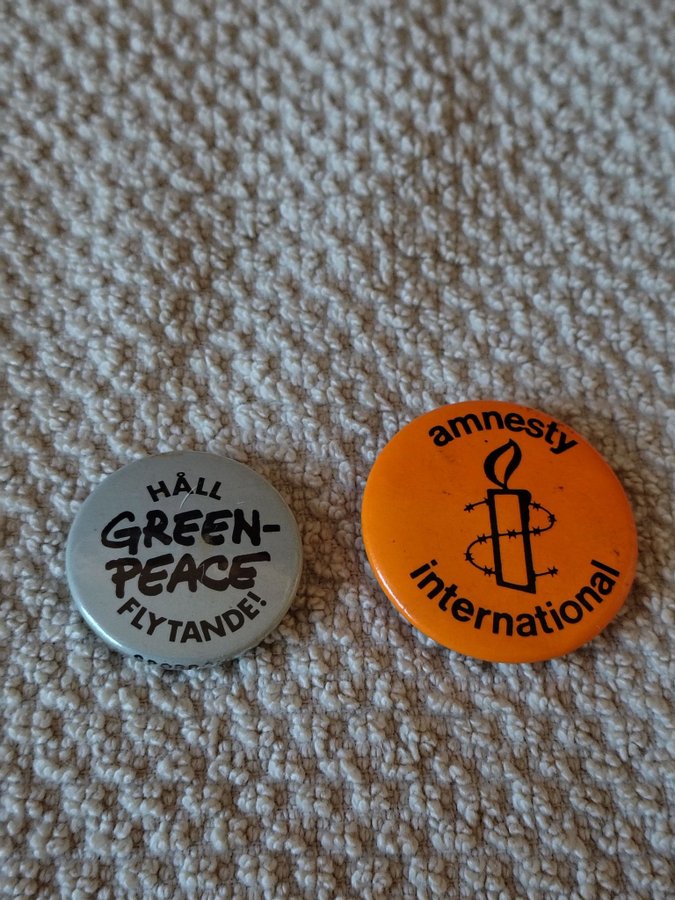 HÅLL
GREEN-
PEACE
FLYTANDE!
amnesty
international